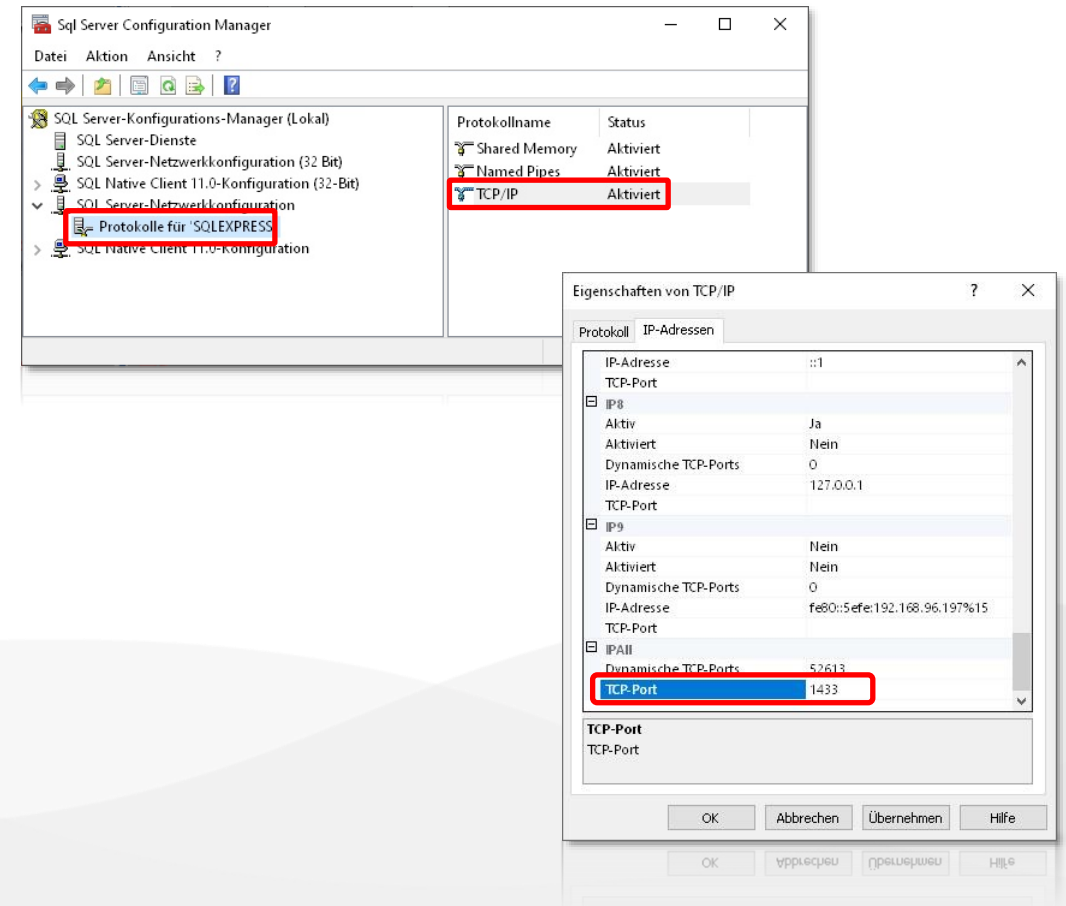 Sql Server Configuration Manager
Datei Aktion Ansicht ?
SQL Server-Konfigurations-Manager (Lokal)
SQL Server-Dienste
SQL Server-Netzwerkkonfiguration (32 Bit)
SQL Native Client 11.0-Konfiguration (32-Bit)
SQL Server-Netzwerkkonfiguration
Protokolle für 'SQLEXPRESS
SQL Native Client 11.0-Konfiguration
Protokollname Status
Shared Memory Aktiviert
Named Pipes Aktiviert
TCP/IP Aktiviert
Eigenschaften von TCP/IP ?
Protokoll IP-Adressen
IP-Adresse ::1
TCP-Port
IP8
Aktiv Ja
Aktiviert Nein
Dynamische TCP-Ports 0
IP-Adresse 127.0.0.1
TCP-Port
IP9
Aktiv Nein
Aktiviert Nein
Dynamische TCP-Ports 0
IP-Adresse fe80::5efe:192.168.96.197%15
TCP-Port
IPAll
Dynamische TCP-Ports 52613
TCP-Port 1433
TCP-Port
TCP-Port
OK Abbrechen Übernehmen Hilfe